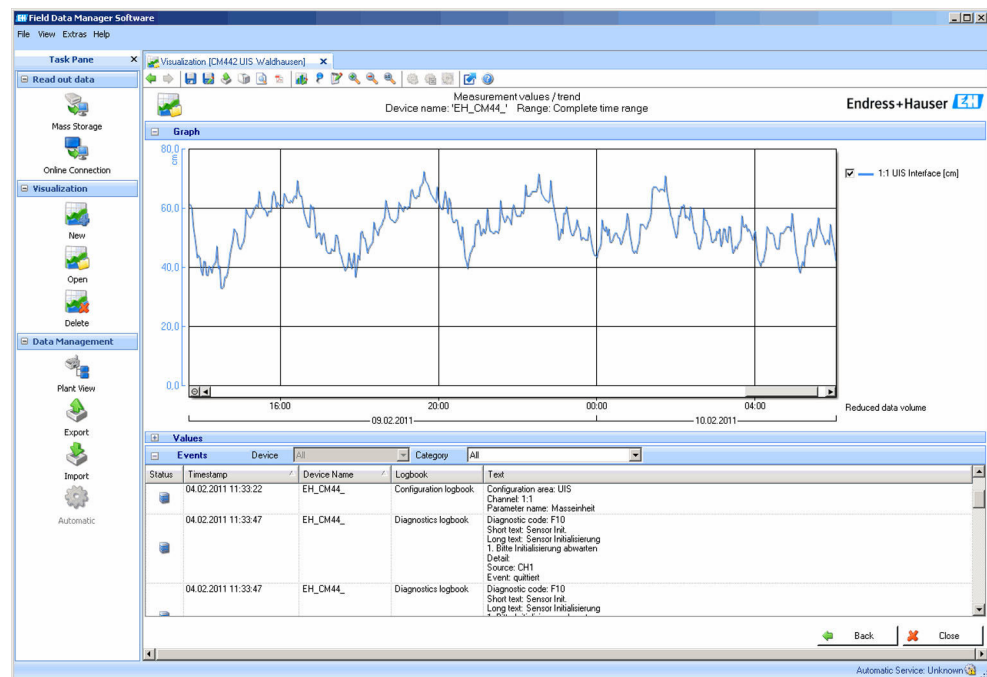 Field Data Manager Software
File View Extras Help
Task Pane
Visualization [CM442 UIS Waldhausen]
Read out data
Mass Storage
Online Connection
Visualization
New
Open
Delete
Data Management
Plant View
Export
Import
Automatic
Measurement values / trend
Device name: 'EH_CM44_' Range: Complete time range
Endress+Hauser EH
Graph
80,0
cm
60,0
40,0
20,0
0,0
1:1 UIS Interface [cm]
16:00 20:00 00:00 04:00
09.02.2011 10.02.2011
Reduced data volume
Values
Events Device All Category All
Status Timestamp Device Name Logbook Text
04.02.2011 11:33:22 EH_CM44_ Configuration logbook Configuration area: UIS
Channel: 1:1
Parameter name: Masseinheit
04.02.2011 11:33:47 EH_CM44_ Diagnostics logbook Diagnostic code: F10
Short text: Sensor Init.
Long text: Sensor Initialisierung
1. Bitte Initialisierung abwarten
Detail:
Source: CH1
Event: quittiert
04.02.2011 11:33:47 EH_CM44_ Diagnostics logbook Diagnostic code: F10
Short text: Sensor Init.
Long text: Sensor Initialisierung
Back Close
Automatic Service: Unknown